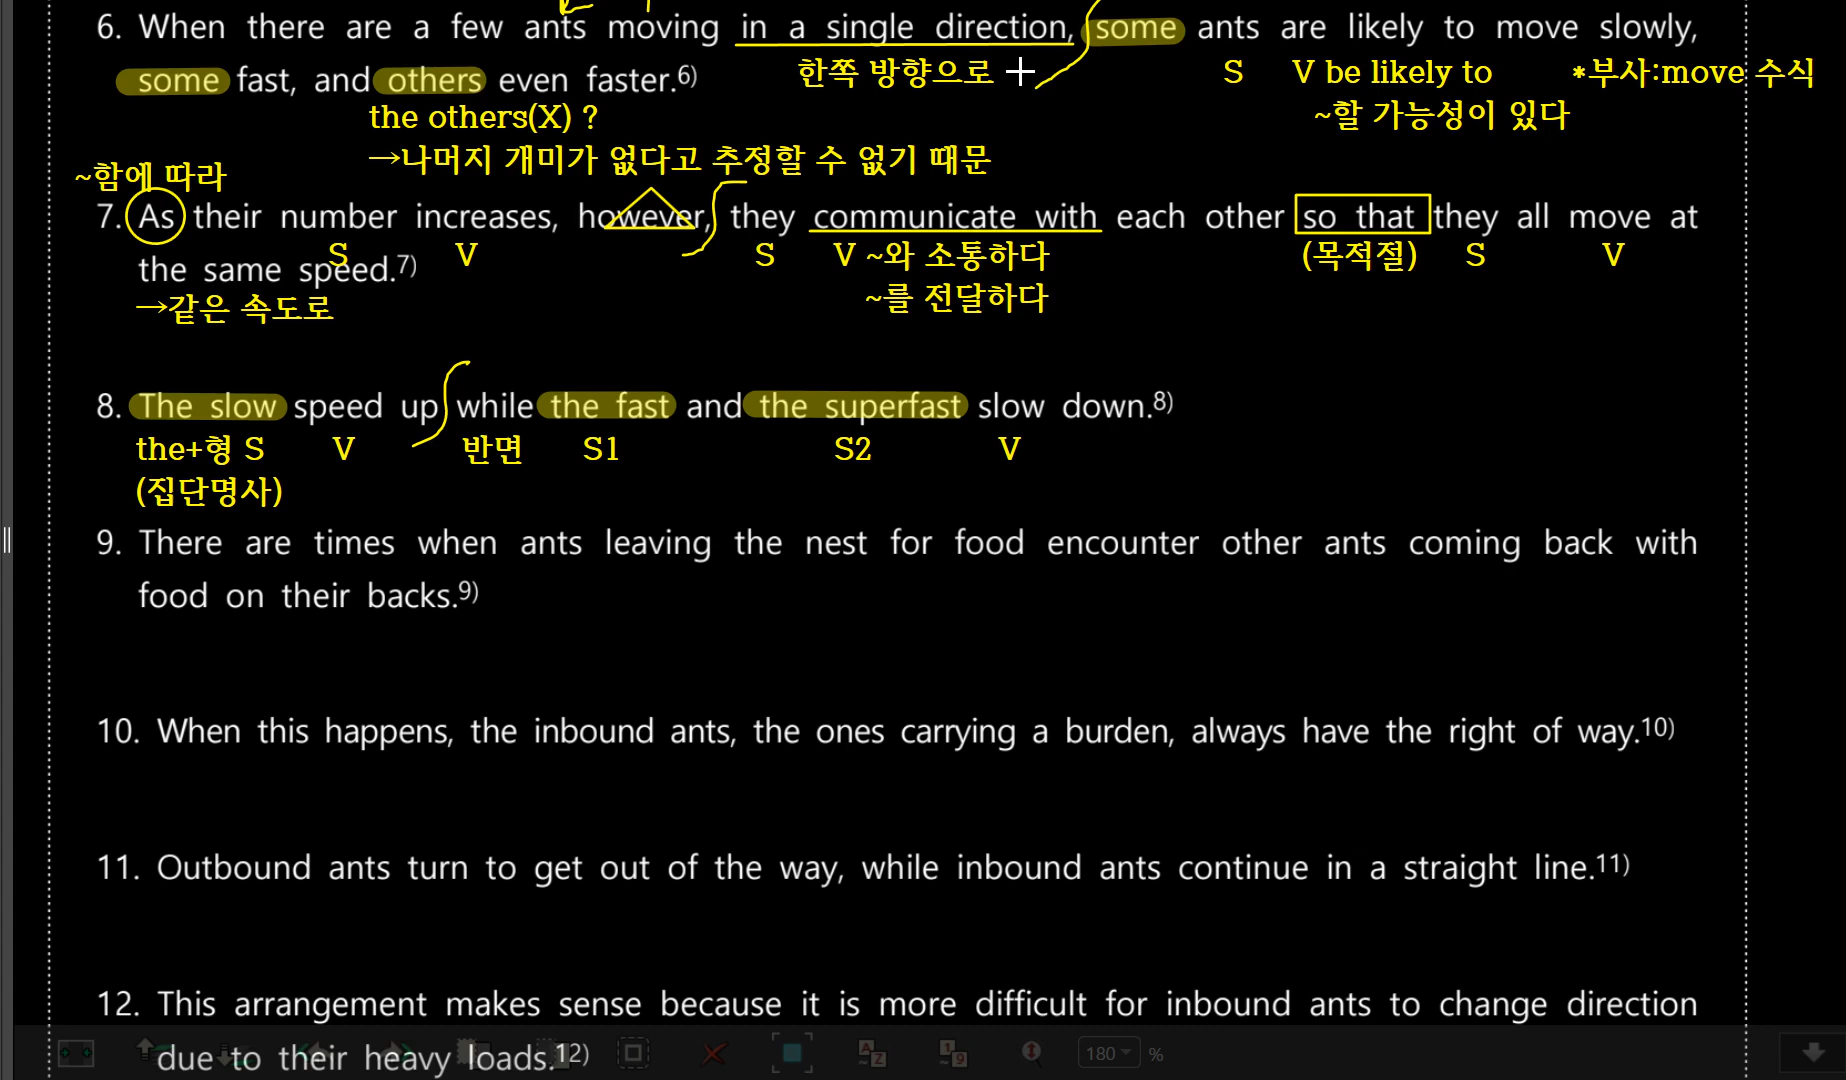 6. When there are a few ants moving in a single direction, some ants are likely to move slowly,
한쪽 방향으로 S V be likely to *부사:move 수식
some fast, and others even faster.6)
the others(X) ? ~할 가능성이 있다
→나머지 개미가 없다고 추정할 수 없기 때문
~함에 따라
7. As their number increases, however, they communicate with each other so that they all move at
S V S V ~와 소통하다 (목적절) S V
the same speed.7)
→같은 속도로 ~를 전달하다
8. The slow speed up while the fast and the superfast slow down.8)
the+형 S V 반면 S1 S2 V
(집단명사)
9. There are times when ants leaving the nest for food encounter other ants coming back with
food on their backs.9)
10. When this happens, the inbound ants, the ones carrying a burden, always have the right of way.10)
11. Outbound ants turn to get out of the way, while inbound ants continue in a straight line.11)
12. This arrangement makes sense because it is more difficult for inbound ants to change direction
due to their heavy loads.12)
180 %